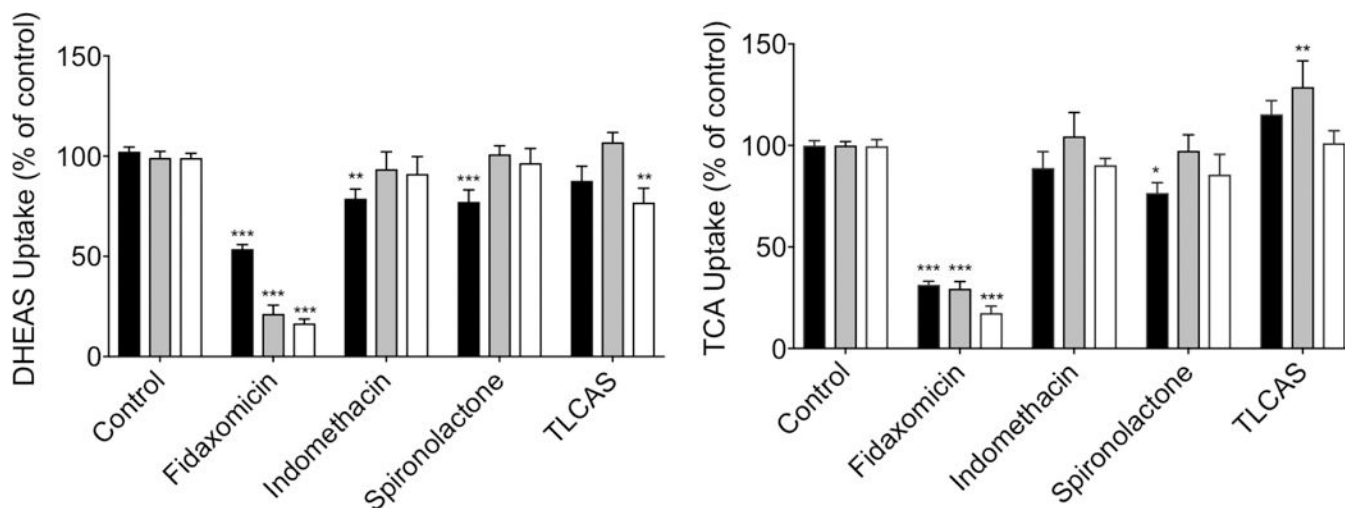 DHEAS Uptake (% of control)
150
100
50
0
***
***
***
**
***
**
Control
Fidaxomicin
Indomethacin
Spironolactone
TLCAS
TCA Uptake (% of control)
150
100
50
0
***
***
***
*
**
Control
Fidaxomicin
Indomethacin
Spironolactone
TLCAS